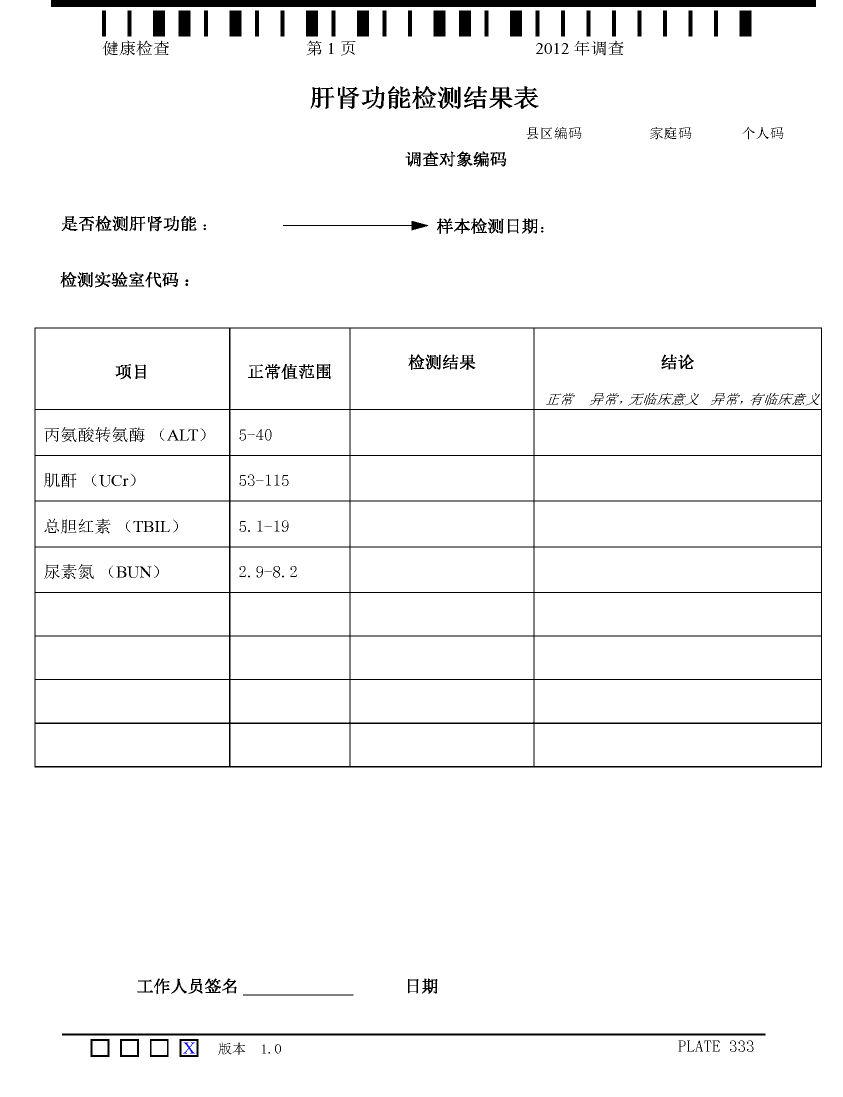 健康检查 第 1 页 2012 年调查
肝肾功能检测结果表
县区编码 家庭码 个人码
调查对象编码
是否检测肝肾功能： 样本检测日期：
检测实验室代码：
项目 正常值范围 检测结果 结论
正常 异常，无临床意义 异常，有临床意义
丙氨酸转氨酶 （ALT） 5-40
肌酐 （UCr） 53-115
总胆红素 （TBIL） 5.1-19
尿素氮 （BUN） 2.9-8.2
工作人员签名 日期
X 版本 1.0 PLATE 333